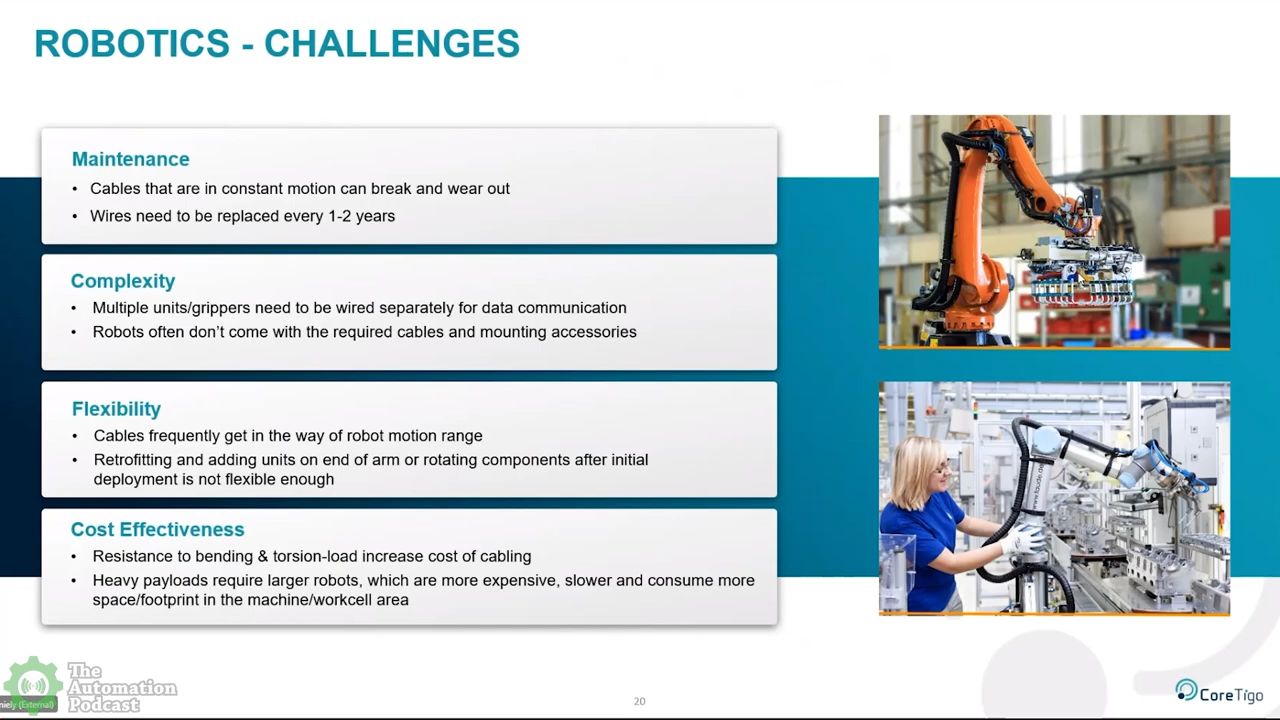 ROBOTICS - CHALLENGES
Maintenance
• Cables that are in constant motion can break and wear out
• Wires need to be replaced every 1-2 years
Complexity
• Multiple units/grippers need to be wired separately for data communication
• Robots often don’t come with the required cables and mounting accessories
Flexibility
• Cables frequently get in the way of robot motion range
• Retrofitting and adding units on end of arm or rotating components after initial
deployment is not flexible enough
Cost Effectiveness
• Resistance to bending & torsion-load increase cost of cabling
• Heavy payloads require larger robots, which are more expensive, slower and consume more
space/footprint in the machine/workcell area
The
Automation
Podcast
niely (External)
20
CoreTigo